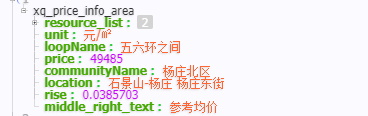 xq_price_info_area
resource_list : 2
unit : 元/㎡
loopName : 五六环之间
price : 49485
communityName : 杨庄北区
location : 石景山-杨庄 杨庄东街
rise : 0.0385703
middle_right_text : 参考均价